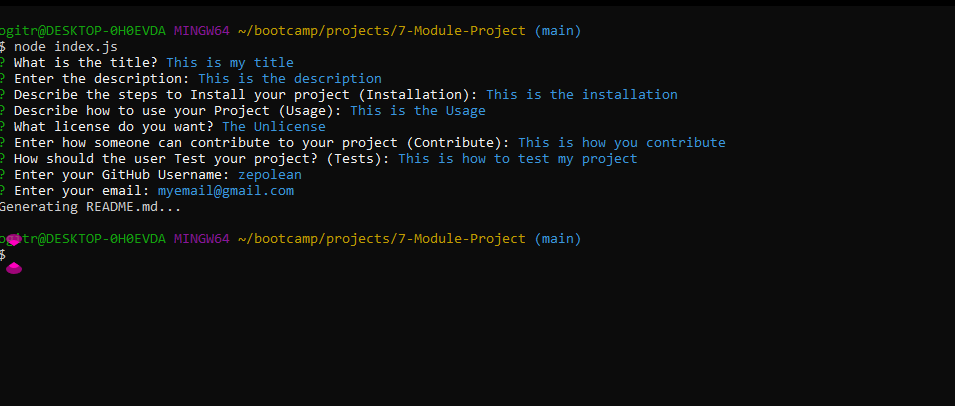 ogitr@DESKTOP-0H0EVDA MINGW64 ~/bootcamp/projects/7-Module-Project (main)
$ node index.js
? What is the title? This is my title
? Enter the description: This is the description
? Describe the steps to Install your project (Installation): This is the installation
? Describe how to use your Project (Usage): This is the Usage
? What license do you want? The Unlicense
? Enter how someone can contribute to your project (Contribute): This is how you contribute
? How should the user Test your project? (Tests): This is how to test my project
? Enter your GitHub Username: zepolean
? Enter your email: myemail@gmail.com
Generating README.md...
ogitr@DESKTOP-0H0EVDA MINGW64 ~/bootcamp/projects/7-Module-Project (main)
$